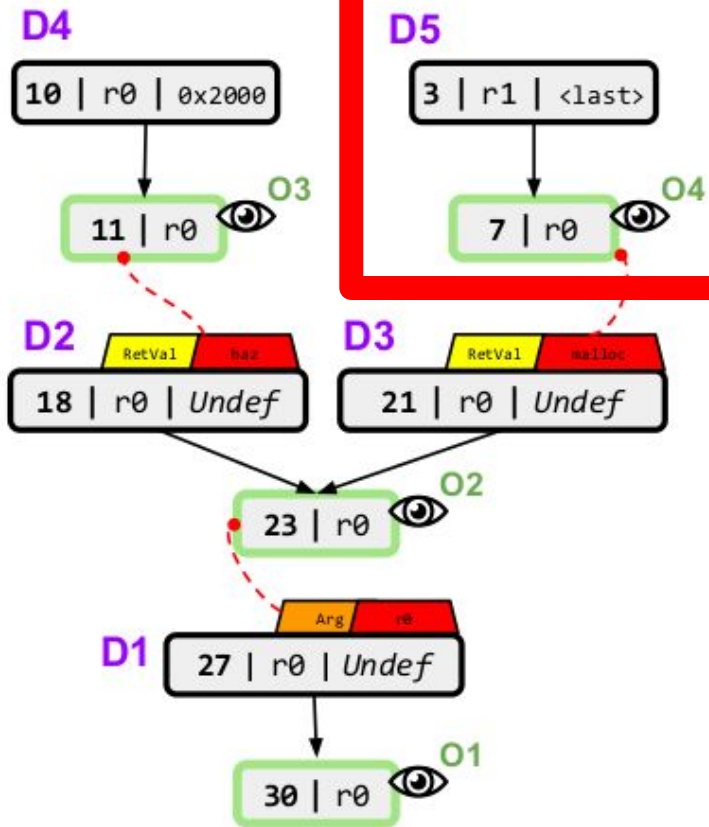 D4
D5
10 | r0 | 0x2000
3 | r1 | <last>
O3
O4
11 | r0
7 | r0
D2
D3
RetVal baz
RetVal malloc
18 | r0 | Undef
21 | r0 | Undef
O2
23 | r0
Arg r0
D1
27 | r0 | Undef
O1
30 | r0